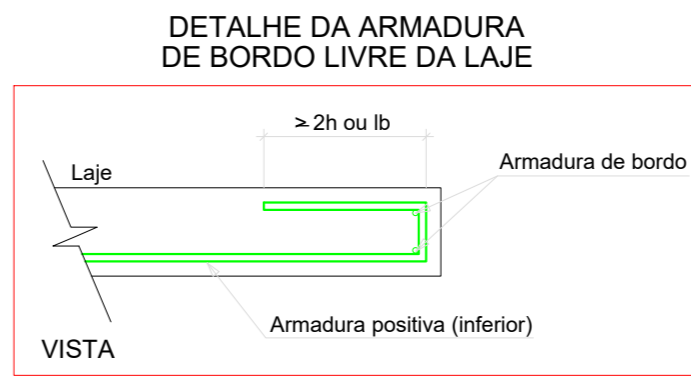 DETALHE DA ARMADURA
DE BORDO LIVRE DA LAJE
≥ 2h ou lb
Laje
Armadura de bordo
Armadura positiva (inferior)
VISTA